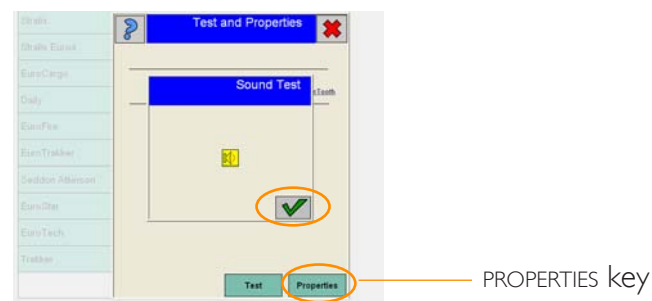 Stralis
Stralis Euro4
EuroCargo
Daily
EuroFire
EuroTrakker
Seddon Atkinson
EuroStar
EuroTech
Trakker
Test and Properties
Sound Test
Test
Properties
PROPERTIES key